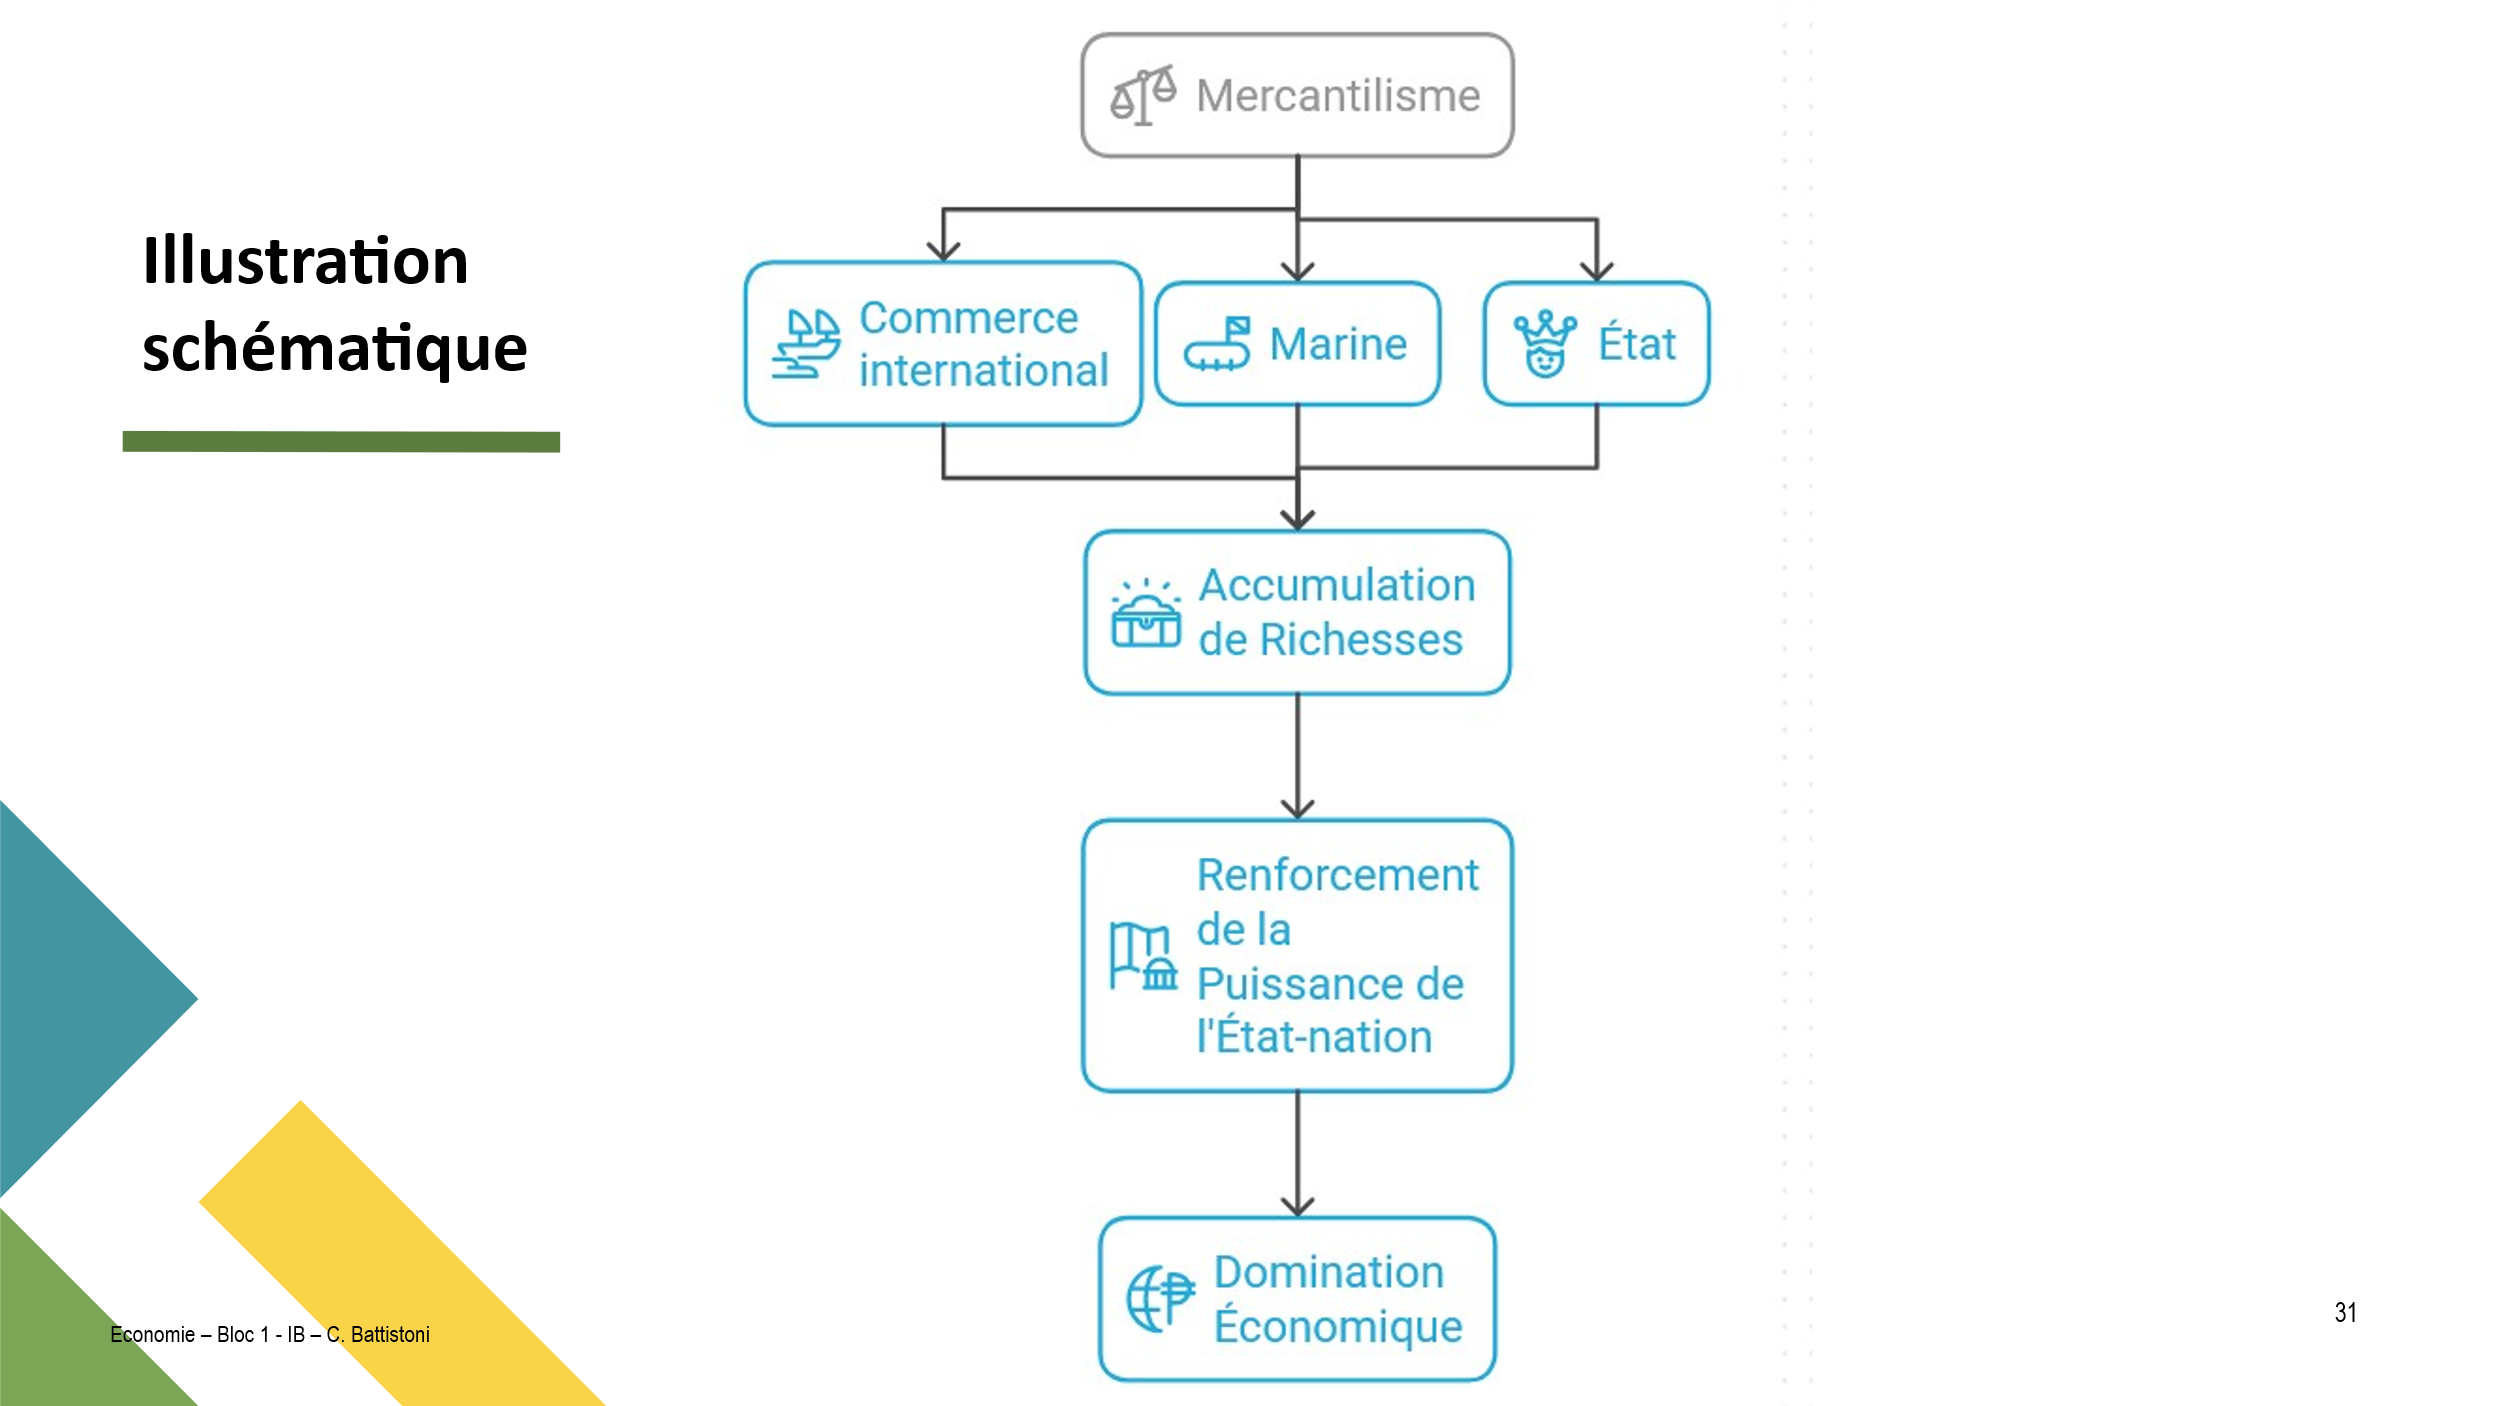 Illustration
schématique
Mercantilisme
Commerce
international
Marine
État
Accumulation
de Richesses
Renforcement
de la
Puissance de
l'État-nation
Domination
Économique
Economie – Bloc 1 - IB – C. Battistoni
31